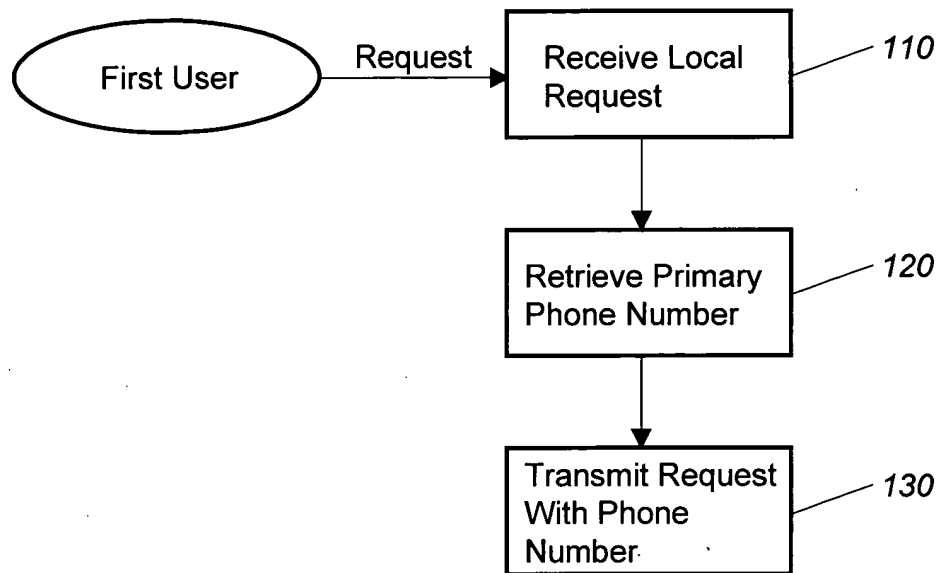 First User
Request
Receive Local
Request
110
Retrieve Primary
Phone Number
120
Transmit Request
With Phone
Number
130